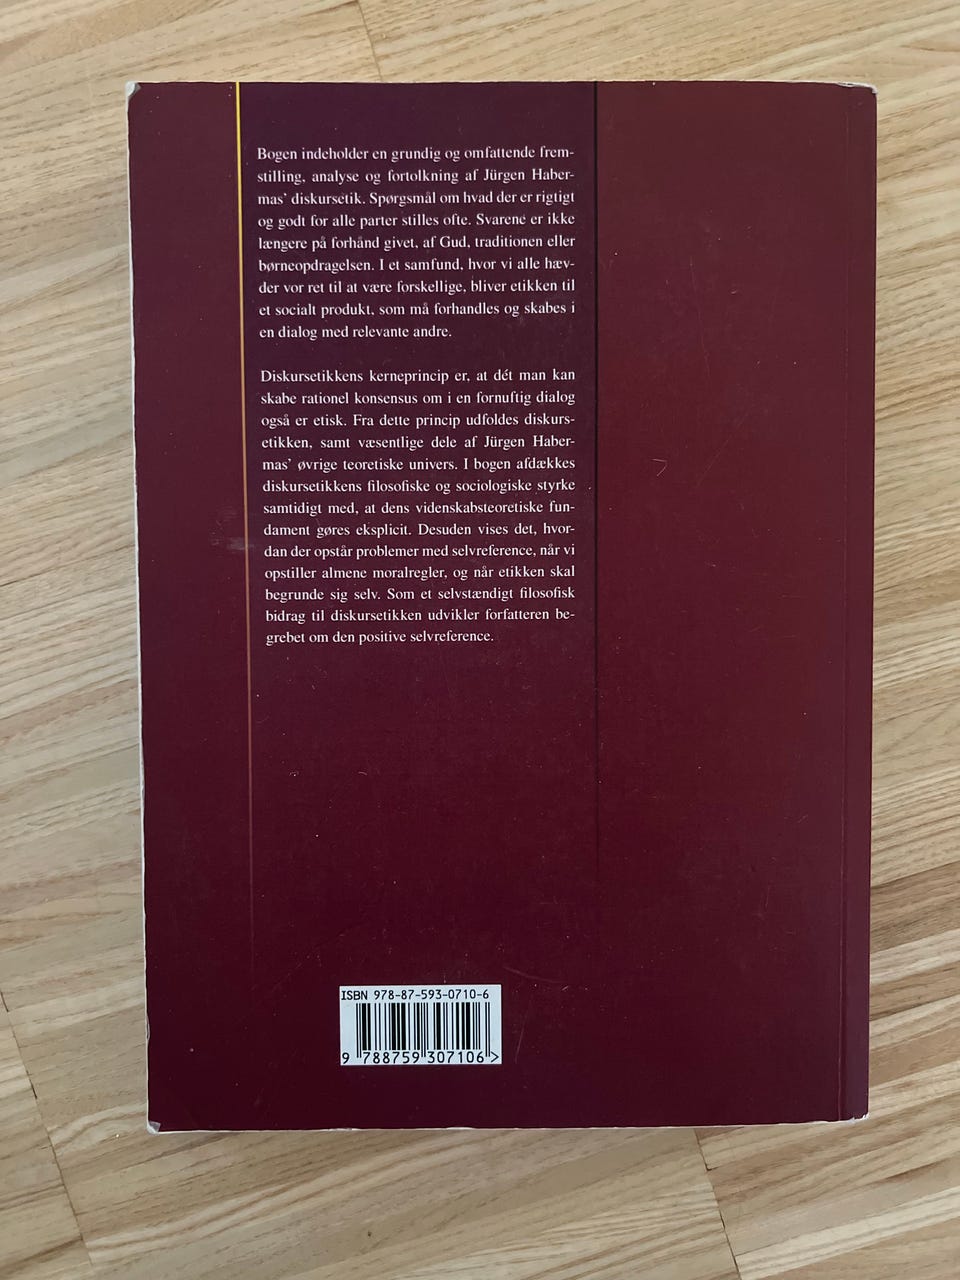 Bogen indeholder en grundig og omfattende frem-
stilling, analyse og fortolkning af Jürgen Haber-
mas' diskursetik. Spørgsmål om hvad der er rigtigt
og godt for alle parter stilles ofte. Svarene er ikke
længere på forhånd givet, af Gud, traditionen eller
børneopdragelsen. I et samfund, hvor vi alle hæv-
der vor ret til at være forskellige, bliver etikken til
et socialt produkt, som må forhandles og skabes i
en dialog med relevante andre.
Diskursetikkens kerneprincip er, at dét man kan
skabe rationel konsensus om i en fornuftig dialog
også er etisk. Fra dette princip udfoldes diskurs-
etikken, samt væsentlige dele af Jürgen Haber-
mas' øvrige teoretiske univers. I bogen afdækkes
diskursetikkens filosofiske og sociologiske styrke
samtidigt med, at dens videnskabsteoretiske fun-
dament gøres eksplicit. Desuden vises det, hvor-
dan der opstår problemer med selvreference, når vi
opstiller almene moralregler, og når etikken skal
begrunde sig selv. Som et selvstændigt filosofisk
bidrag til diskursetikken udvikler forfatteren be-
grebet om den positive selvreference.
ISBN 978-87-593-0710-6
9 788759 307106 >